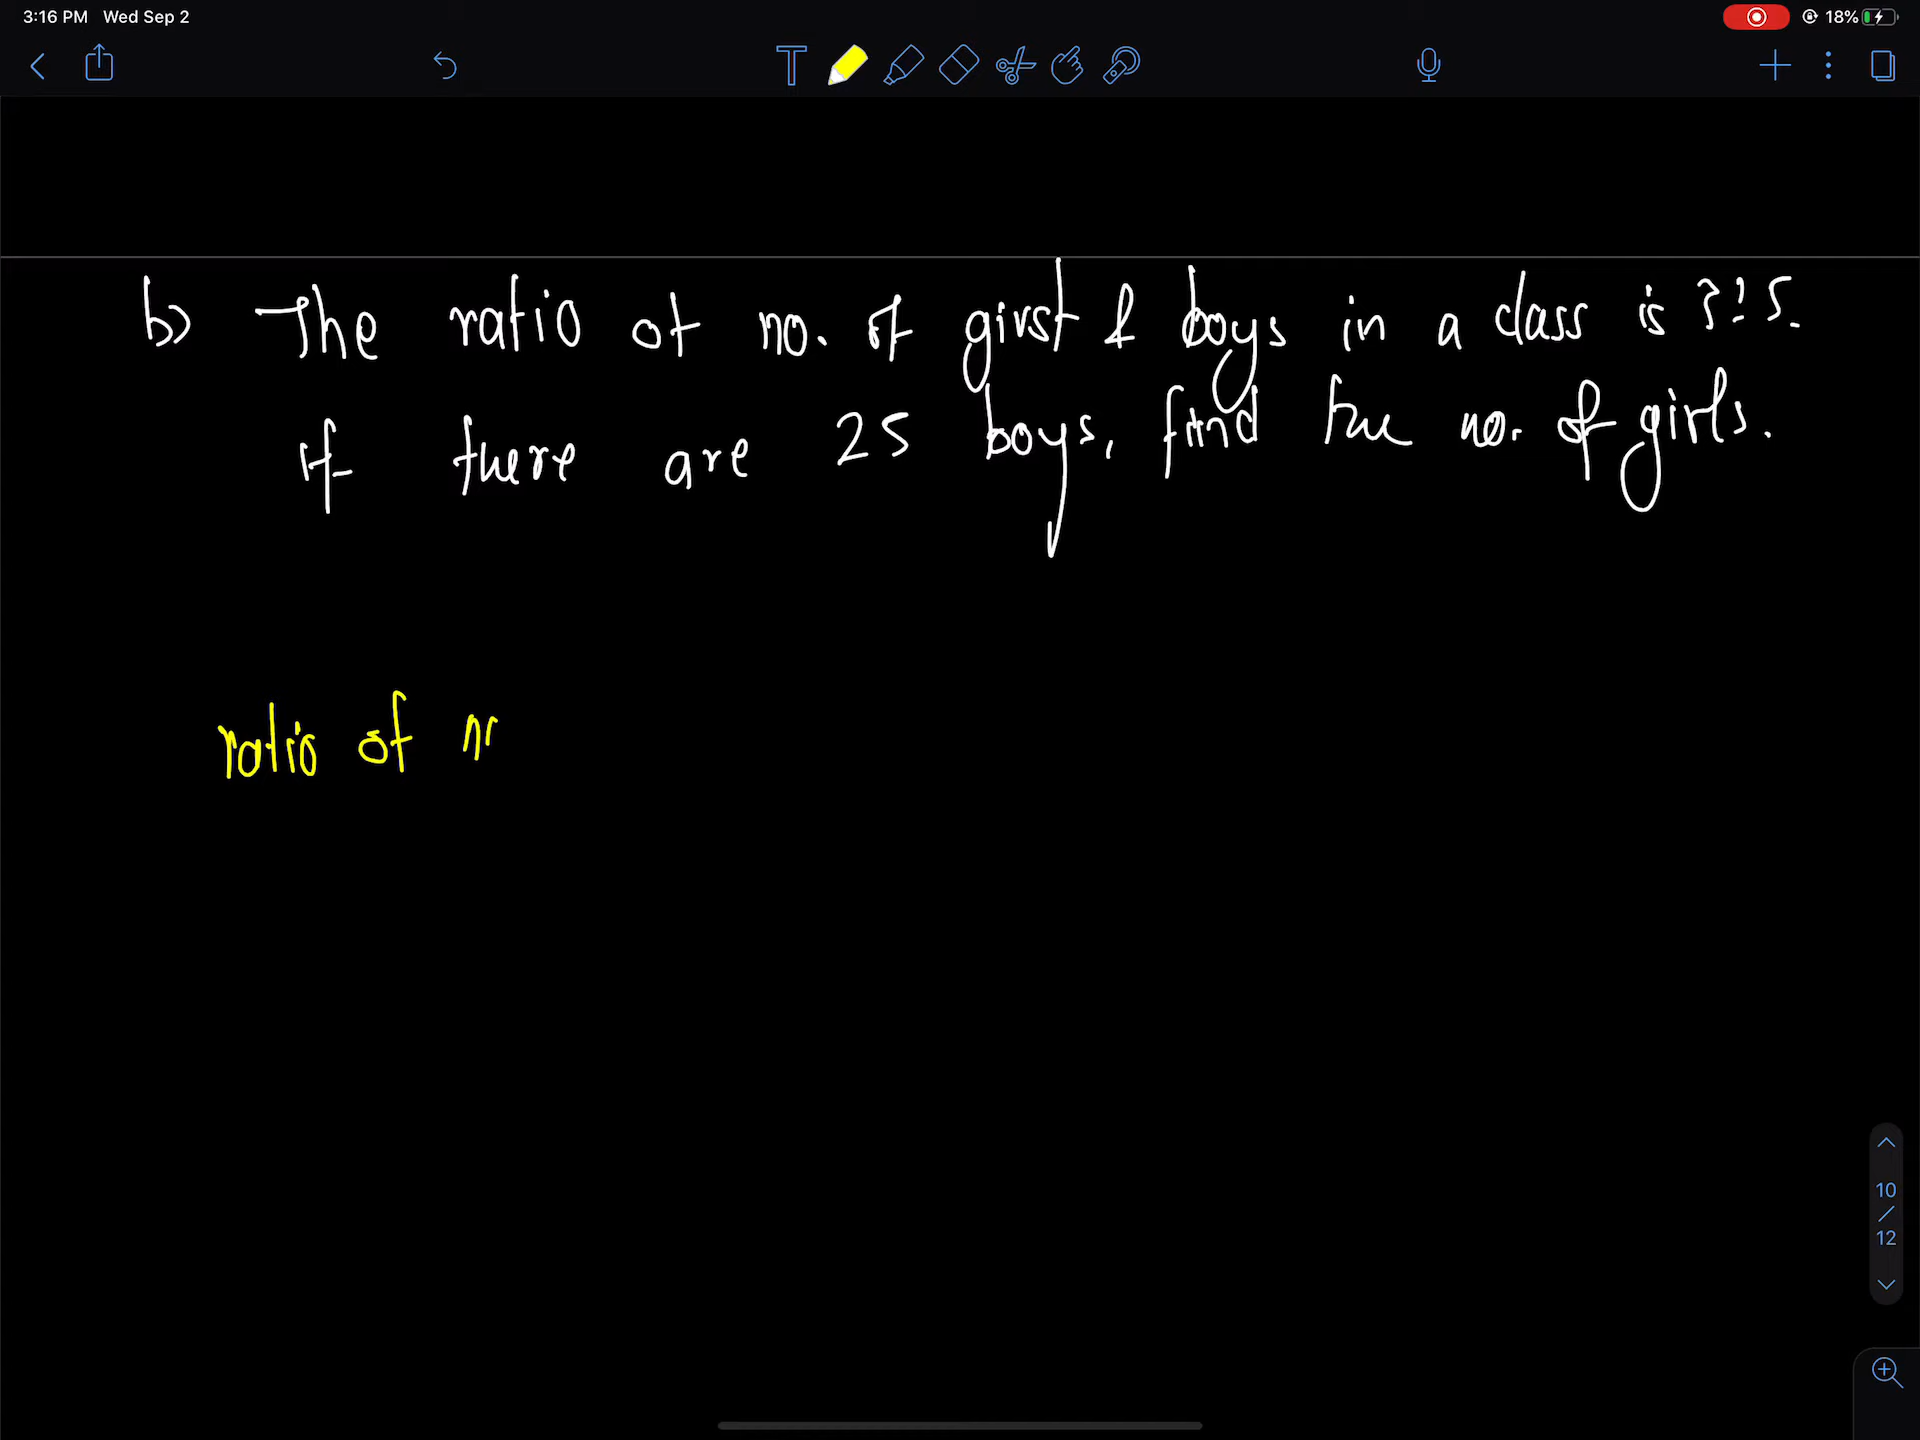 3:16 PM Wed Sep 2
18%
T
b) The ratio of no. of girst & boys in a class is 3:5.
if there are 25 boys, find the no. of girls.
ratio of n
10
/
12